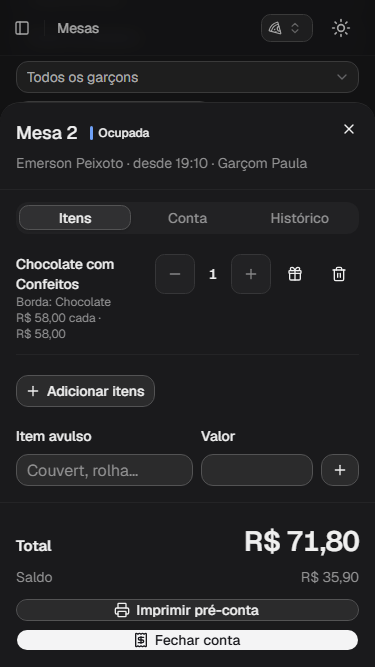 Mesas
Todos os garçons
Mesa 2
Ocupada
Emerson Peixoto · desde 19:10 · Garçom Paula
Itens
Conta
Histórico
Chocolate com
Confeitos
Borda: Chocolate
R$ 58,00 cada ·
R$ 58,00
1
Adicionar itens
Item avulso
Valor
Couvert, rolha...
Total
R$ 71,80
Saldo
R$ 35,90
Imprimir pré-conta
Fechar conta